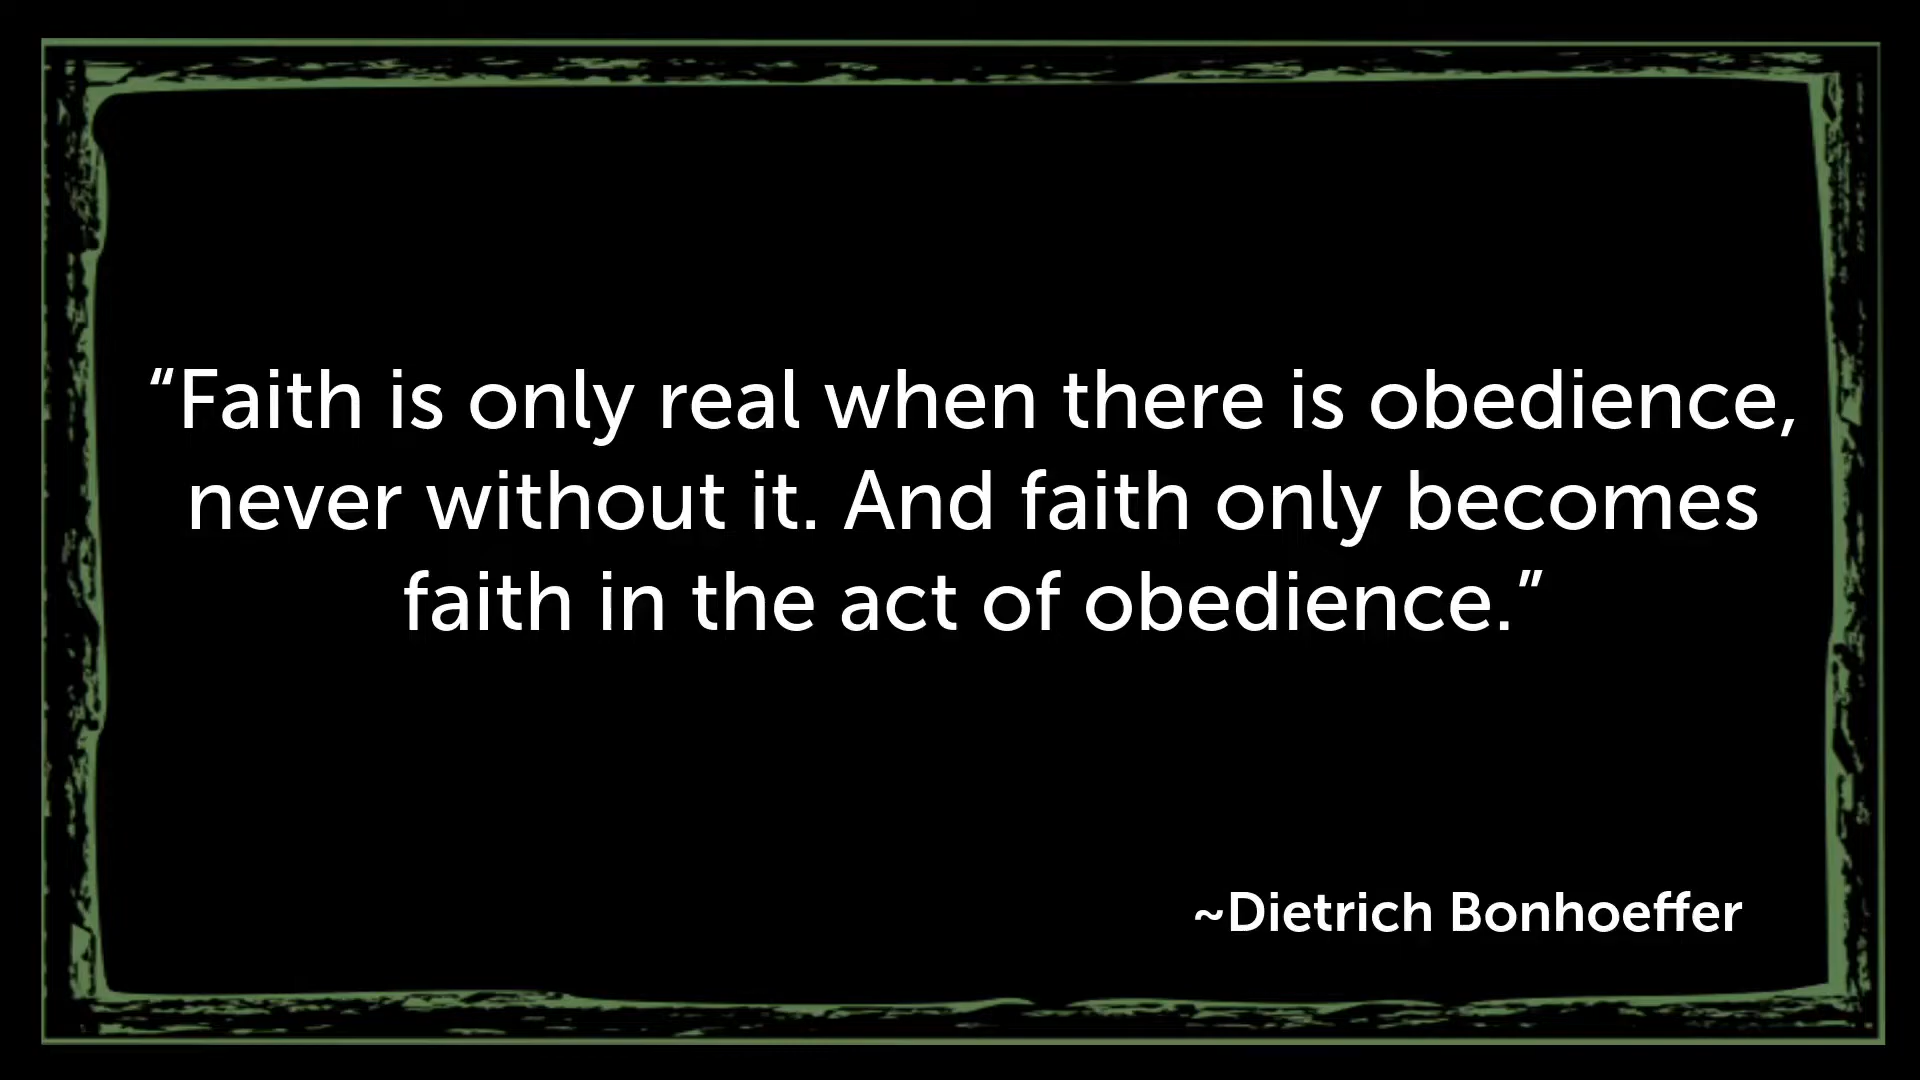 “Faith is only real when there is obedience,
never without it. And faith only becomes
faith in the act of obedience.”
~Dietrich Bonhoeffer